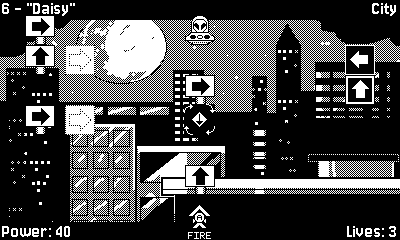 6 - "Daisy"
City
FIRE
Power: 40
Lives: 3